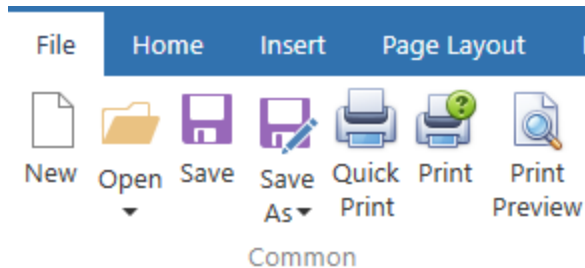 File Home Insert Page Layout
New Open Save Save As Quick Print Print Print Preview
Common